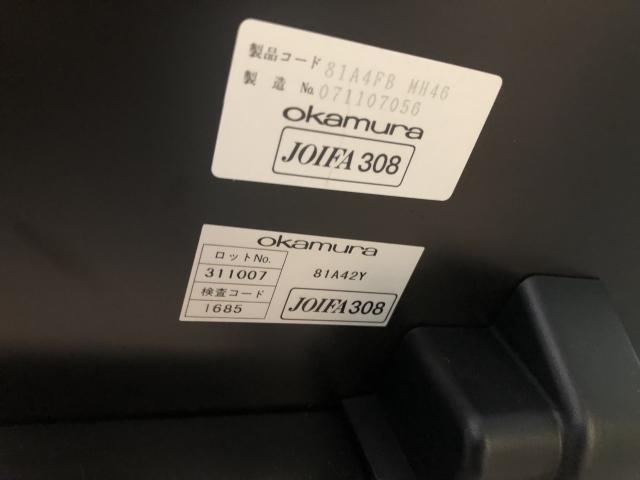 製品コード 81A4FB MH46
製造 № 071107056
okamura
JOIFA 308
okamura
ロットNo.
311007
81A42Y
検査コード
1685
JOIFA 308